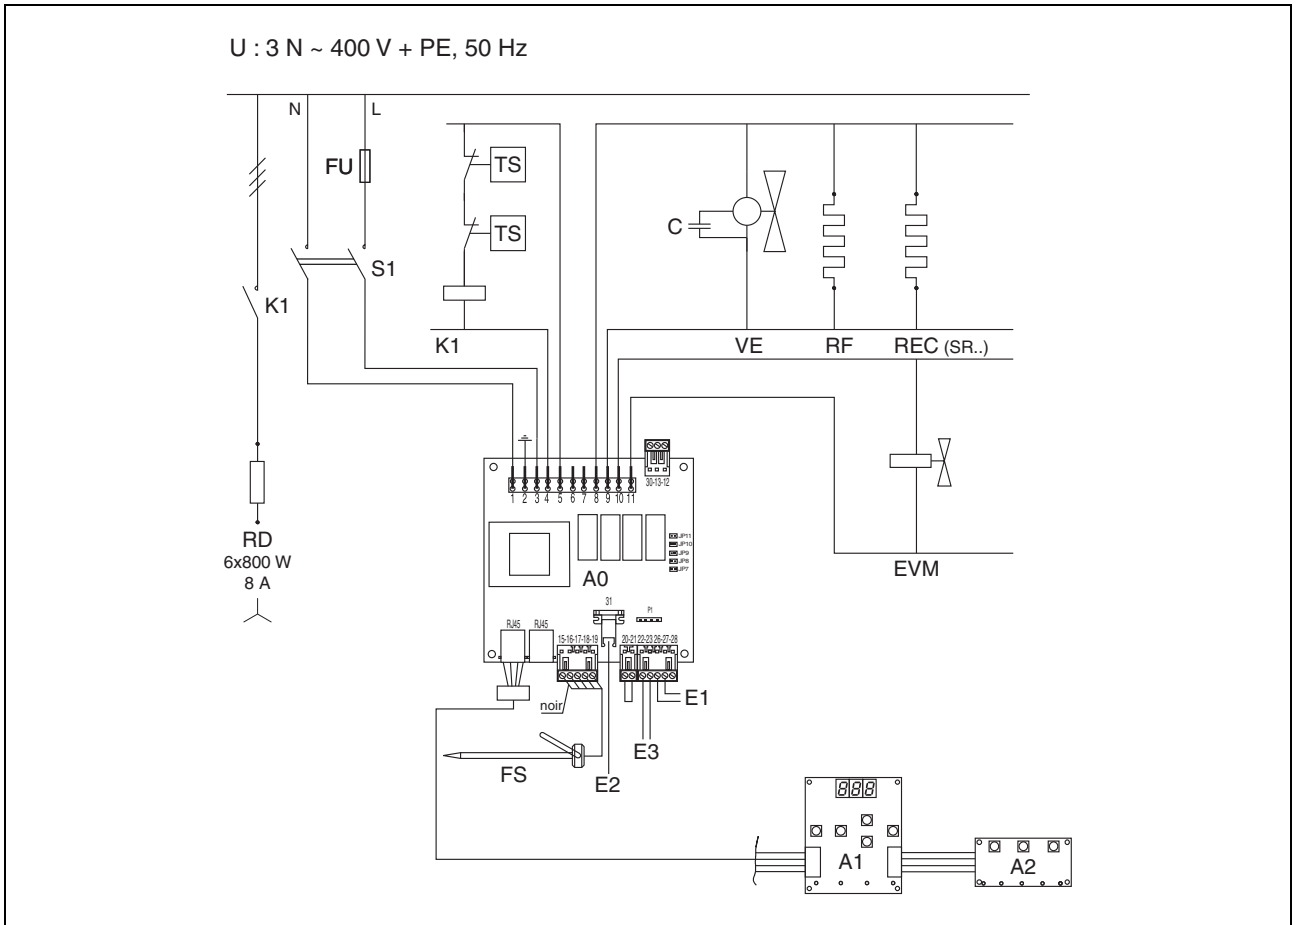 U : 3 N ~ 400 V + PE, 50 Hz
N
L
FU
TS
TS
C
S1
K1
K1
VE
RF
REC (SR..)
30-13-12
1 2 3 4 5 6 7 8 9 10 11
JP11
JP10
JP9
JP8
JP7
RD
6x800 W
8 A
A0
EVM
31
P1
RJ45
RJ45
15-16-17-18-19
20-21
22-23
26-27-28
noir
E1
E3
FS
E2
888
A1
A2